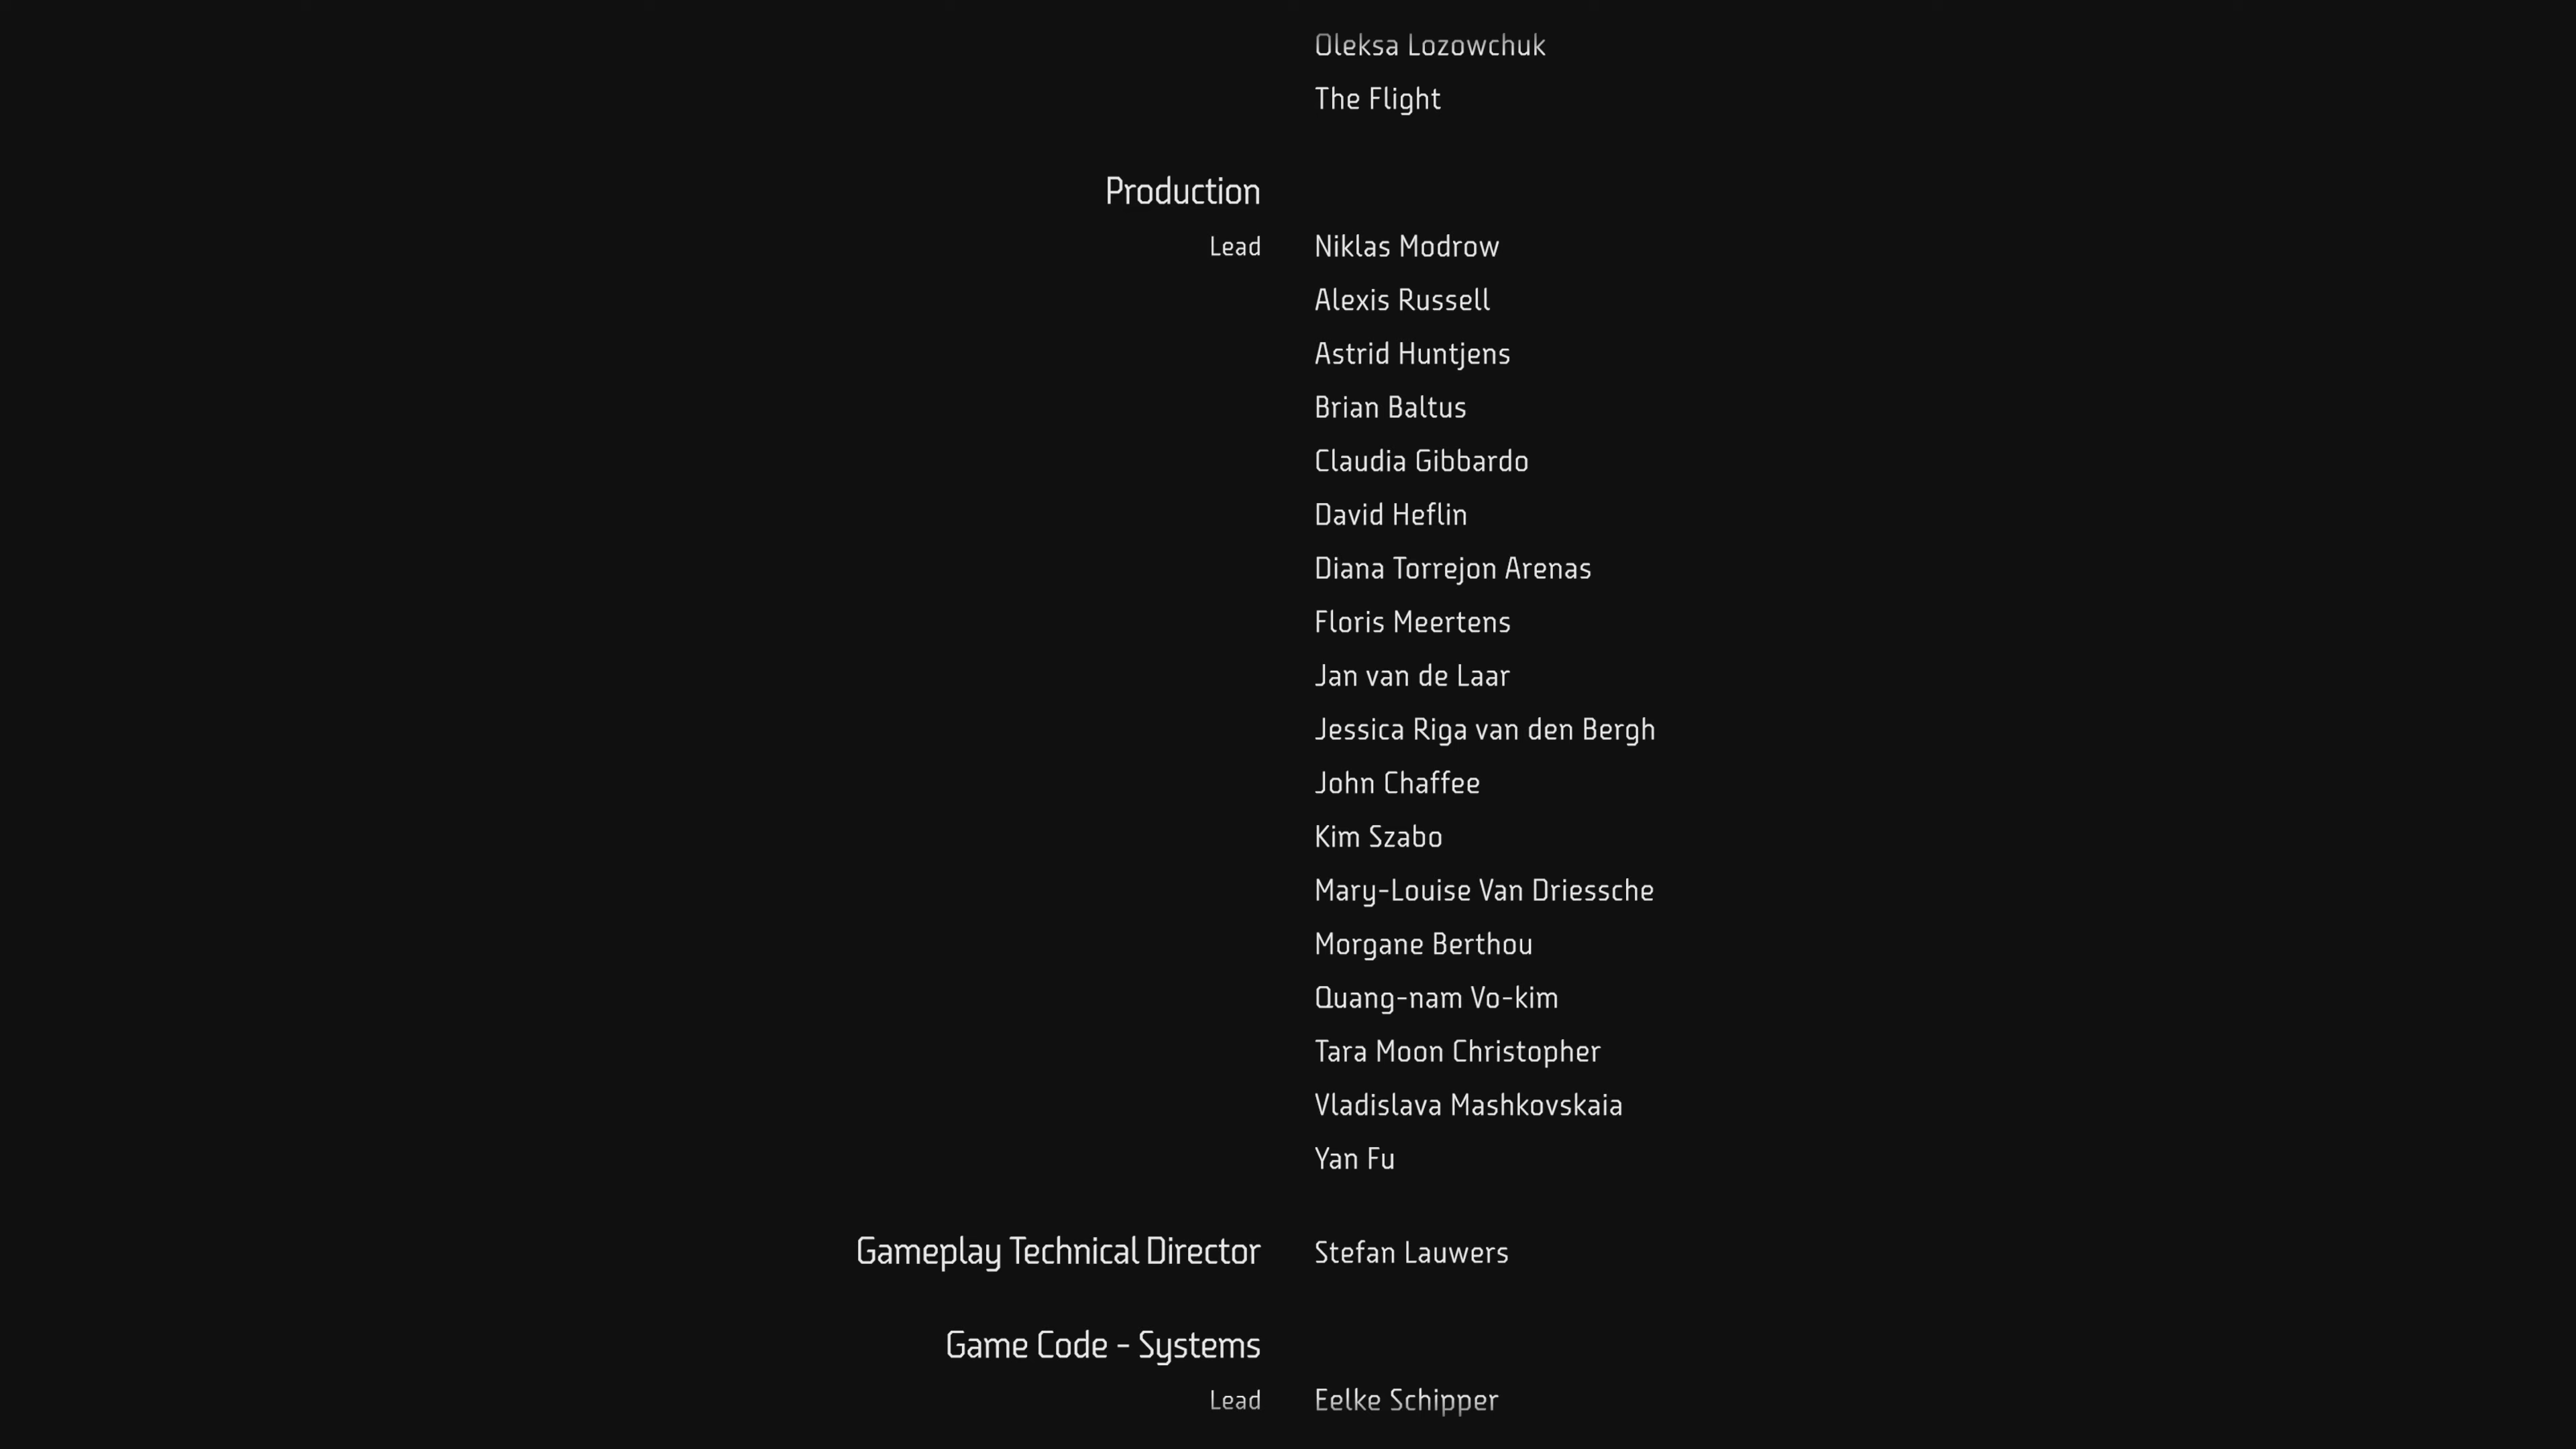 Oleksa Lozowchuk
The Flight
Production
Lead Niklas Modrow
Alexis Russell
Astrid Huntjens
Brian Baltus
Claudia Gibbardo
David Heflin
Diana Torrejon Arenas
Floris Meertens
Jan van de Laar
Jessica Riga van den Bergh
John Chaffee
Kim Szabo
Mary-Louise Van Driessche
Morgane Berthou
Quang-nam Vo-kim
Tara Moon Christopher
Vladislava Mashkovskaia
Yan Fu
Gameplay Technical Director Stefan Lauwers
Game Code - Systems
Lead Eelke Schipper